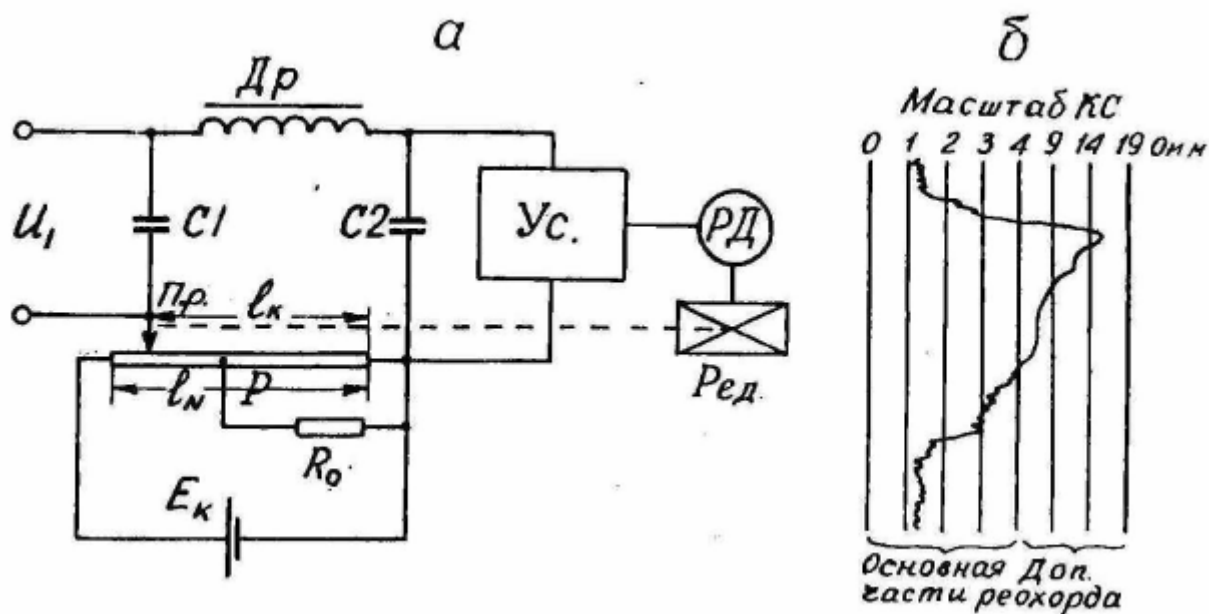 а
Др
U₁
C1
C2
Ус.
РД
Пр.
lк
lN
P
Ред.
R₀
Eк
б
Масштаб КС
0 1 2 3 4 9 14 19 Омм
Основная Доп.
части реохорда